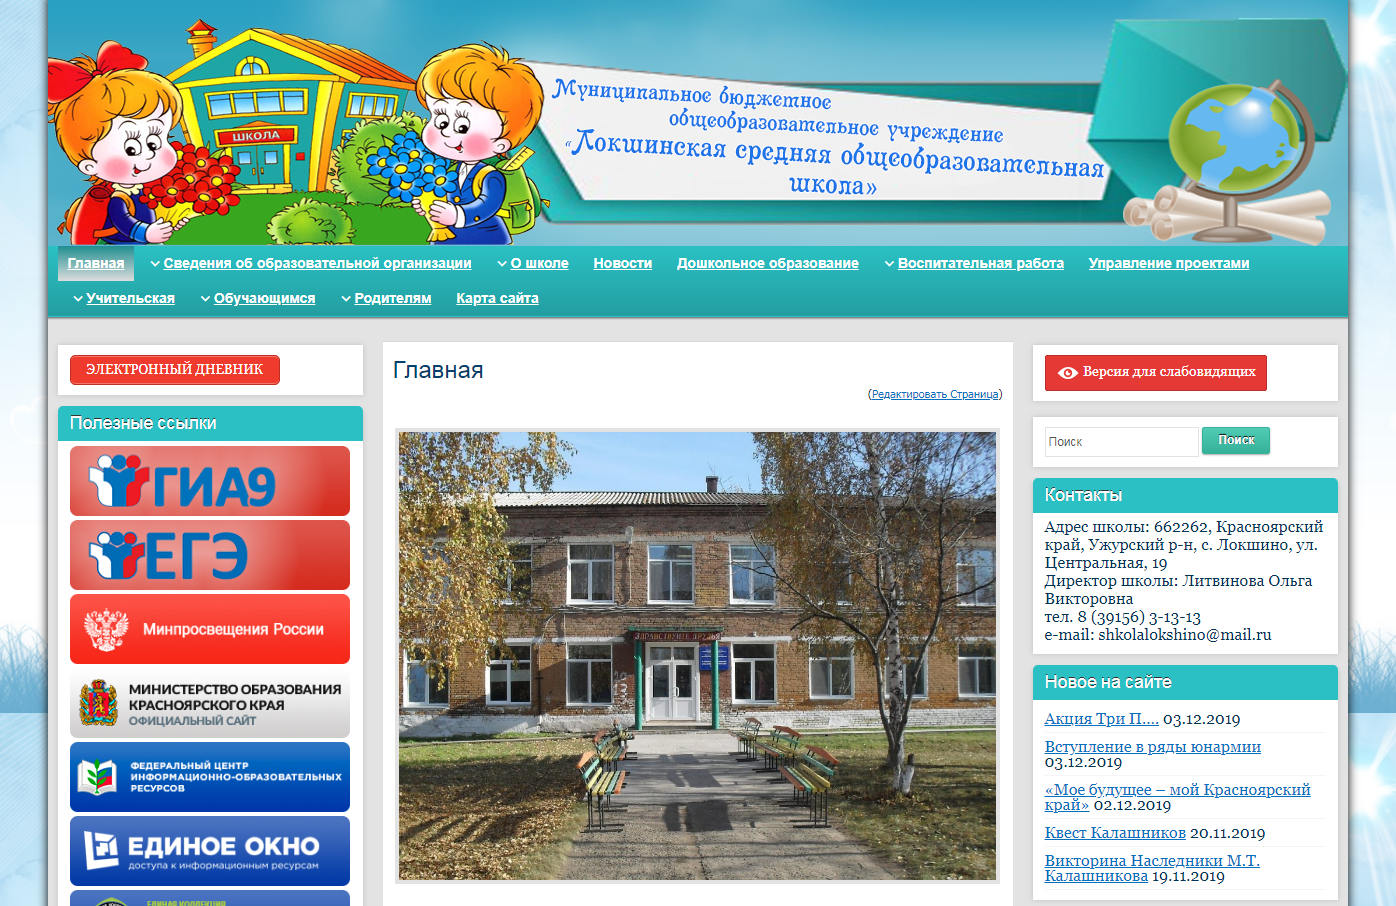 ШКОЛА
Муниципальное бюджетное
общеобразовательное учреждение
"Локшинская средняя общеобразовательная
школа»
Главная
Сведения об образовательной организации
О школе
Новости
Дошкольное образование
Воспитательная работа
Управление проектами
Учительская
Обучающимся
Родителям
Карта сайта
ЭЛЕКТРОННЫЙ ДНЕВНИК
Полезные ссылки
ГИА9
ЕГЭ
Минпросвещения России
МИНИСТЕРСТВО ОБРАЗОВАНИЯ
КРАСНОЯРСКОГО КРАЯ
ОФИЦИАЛЬНЫЙ САЙТ
ФЕДЕРАЛЬНЫЙ ЦЕНТР
ИНФОРМАЦИОННО-ОБРАЗОВАТЕЛЬНЫХ
РЕСУРСОВ
ЕДИНОЕ ОКНО
доступа к информационным ресурсам
ЕДИНАЯ КОЛЛЕКЦИЯ
Главная
(Редактировать Страница)
ЗДРАВСТВУЙТЕ ДРУЗЬЯ
Версия для слабовидящих
Поиск
Поиск
Контакты
Адрес школы: 662262, Красноярский
край, Ужурский р-н, с. Локшино, ул.
Центральная, 19
Директор школы: Литвинова Ольга
Викторовна
тел. 8 (39156) 3-13-13
e-mail: shkolalokshino@mail.ru
Новое на сайте
Акция Три П…. 03.12.2019
Вступление в ряды юнармии
03.12.2019
«Мое будущее – мой Красноярский
край» 02.12.2019
Квест Калашников 20.11.2019
Викторина Наследники М.Т.
Калашникова 19.11.2019